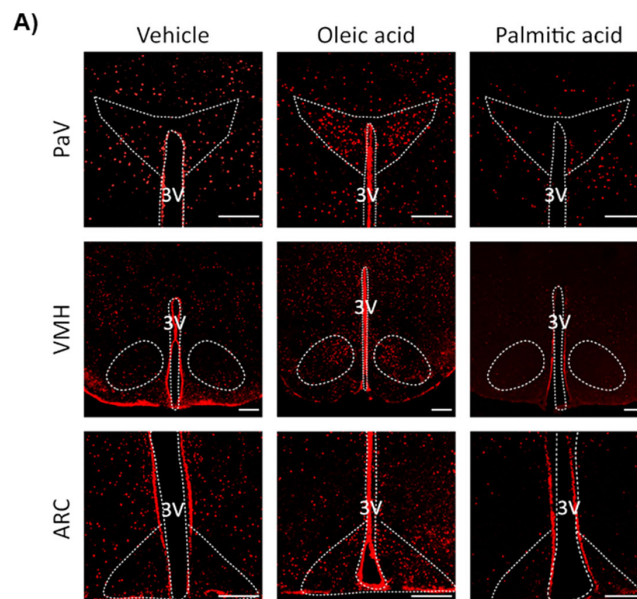 A)
Vehicle Oleic acid Palmitic acid
PaV
3V 3V 3V
VMH
3V 3V 3V
ARC
3V 3V 3V